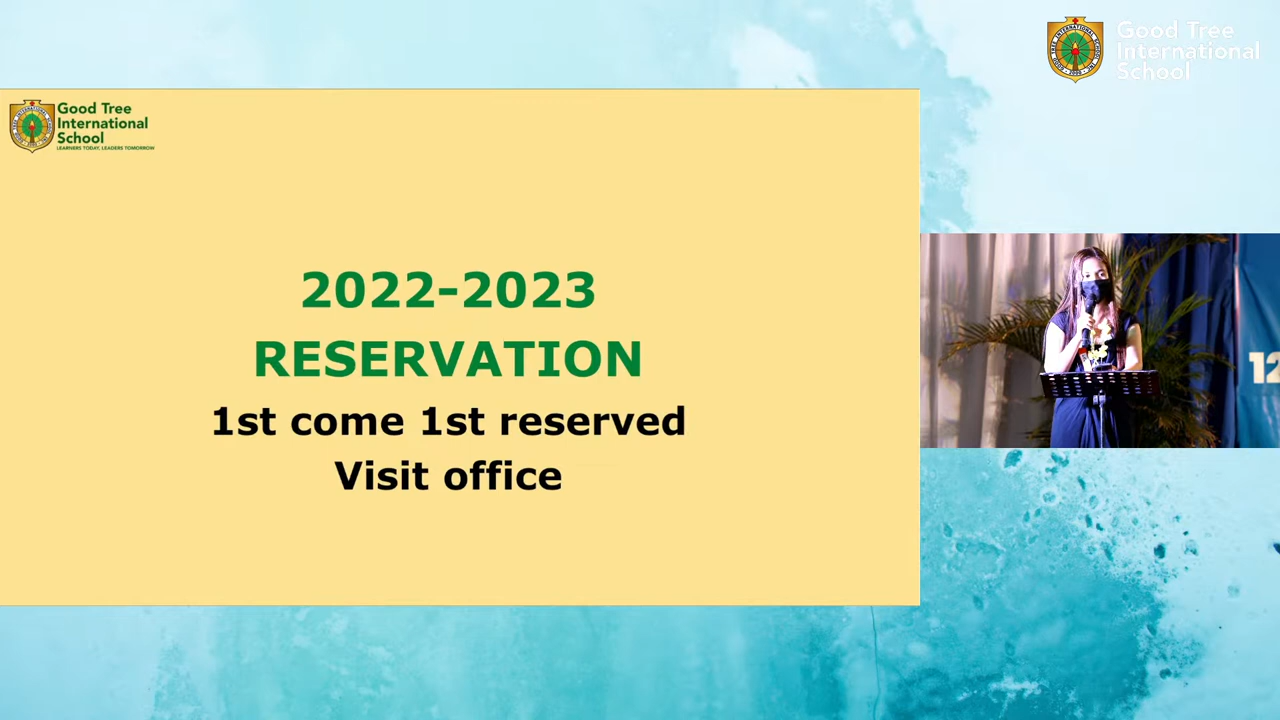 Good Tree
International
School
Good Tree
International
School
LEARNERS TODAY, LEADERS TOMORROW
2022-2023
RESERVATION
1st come 1st reserved
Visit office
12